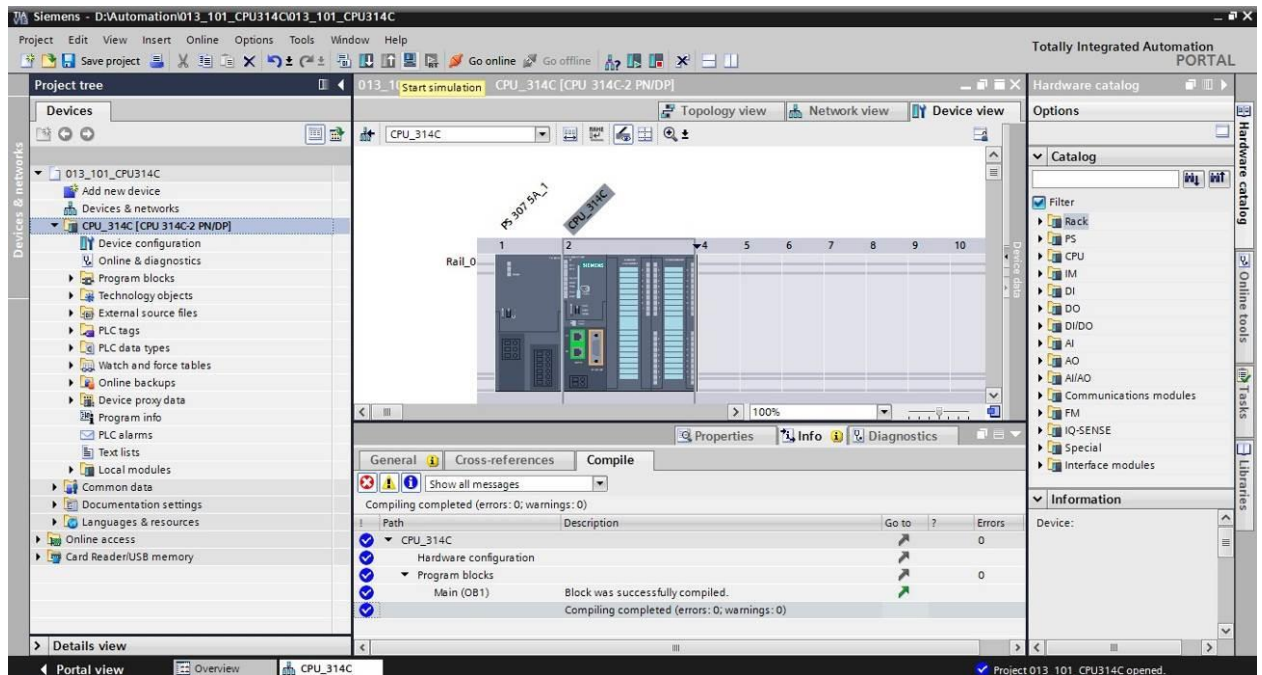 Siemens - D:\Automation\013_101_CPU314C\013_101_CPU314C
Project Edit View Insert Online Options Tools Window Help
Totally Integrated Automation
PORTAL
Save project Go online Go offline
Start simulation
Project tree
Devices
013_101_CPU314C
Add new device
Devices & networks
CPU_314C [CPU 314C-2 PN/DP]
Device configuration
Online & diagnostics
Program blocks
Technology objects
External source files
PLC tags
PLC data types
Watch and force tables
Online backups
Device proxy data
Program info
PLC alarms
Text lists
Local modules
Common data
Documentation settings
Languages & resources
Online access
Card Reader/USB memory
Details view
Devices & networks
CPU_314C [CPU 314C-2 PN/DP]
Topology view Network view Device view
CPU_314C
PS 307 5A_1
CPU_314C
1 2 4 5 6 7 8 9 10
Rail_0
SIEMENS
Device data
100%
Properties Info Diagnostics
General Cross-references Compile
Show all messages
Compiling completed (errors: 0; warnings: 0)
! Path Description Go to ? Errors
CPU_314C 0
Hardware configuration
Program blocks 0
Main (OB1) Block was successfully compiled.
Compiling completed (errors: 0; warnings: 0)
Hardware catalog
Options
Catalog
Filter
Rack
PS
CPU
IM
DI
DO
DI/DO
AI
AO
AI/AO
Communications modules
FM
IQ-SENSE
Special
Interface modules
Information
Device:
Hardware catalog
Online tools
Tasks
Libraries
Portal view Overview CPU_314C
Project 013_101_CPU314C opened.